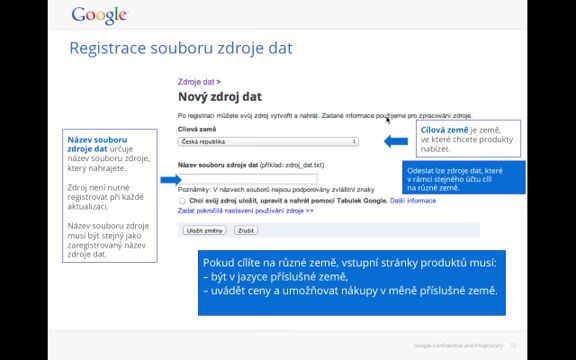 Google
Registrace souboru zdroje dat
Zdroje dat >
Nový zdroj dat
Po registraci můžete svůj zdroj vytvořit a nahrát. Zadané informace použijeme pro zpracování zdroje.
Cílová země
Česká republika
Název souboru zdroje dat (příklad: zdroj_dat.txt)
Poznámky: V názvech souborů nejsou podporovány zvláštní znaky
Chci svůj zdroj uložit, upravit a nahrát pomocí Tabulek Google. Další informace
Zadat pokročilá nastavení používání zdroje >>
Uložit změny
Zrušit
Název souboru
zdroje dat určuje
název souboru zdroje,
který nahrajete.
Zdroj není nutné
registrovat při každé
aktualizaci.
Název souboru zdroje
musí být stejný jako
zaregistrovaný název
zdroje dat.
Cílová země je země,
ve které chcete produkty
nabízet.
Odeslat lze zdroje dat, které
v rámci stejného účtu cílí
na různé země.
Pokud cílíte na různé země, vstupní stránky produktů musí:
– být v jazyce příslušné země,
– uvádět ceny a umožňovat nákupy v měně příslušné země.
Google Confidential and Proprietary